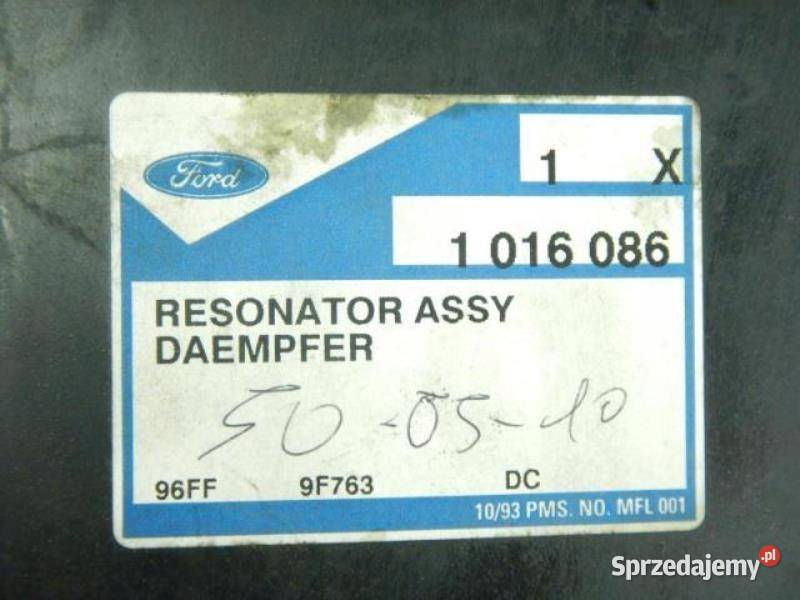 Ford
1 X
1 016 086
RESONATOR ASSY
DAEMPFER
50-05-10
96FF 9F763 DC
10/93 PMS. NO. MFL 001
Sprzedajemy.pl